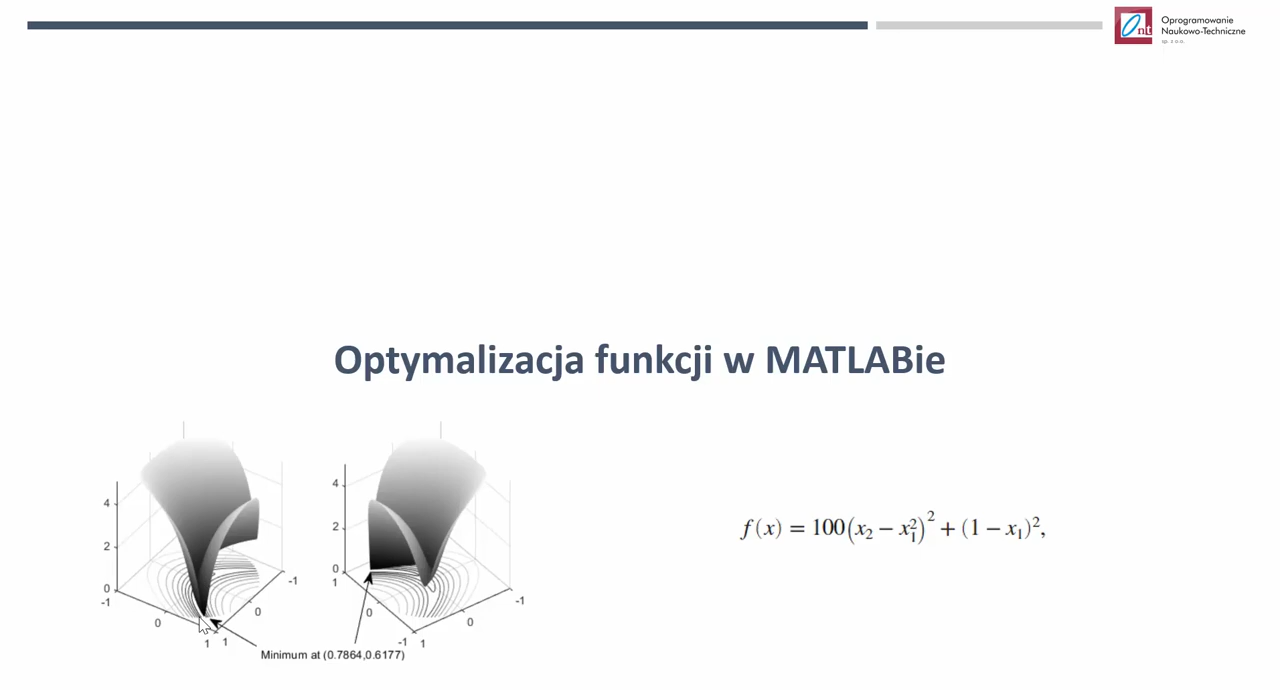 Oprogramowanie
Naukowo-Techniczne
sp. z o.o.
Ont
Optymalizacja funkcji w MATLABie
4
2
0
-1
0
1
1
0
-1
4
2
0
1
0
-1
1
0
-1
Minimum at (0.7864,0.6177)
f(x) = 100(x₂ − x₁²)² + (1 − x₁)²,